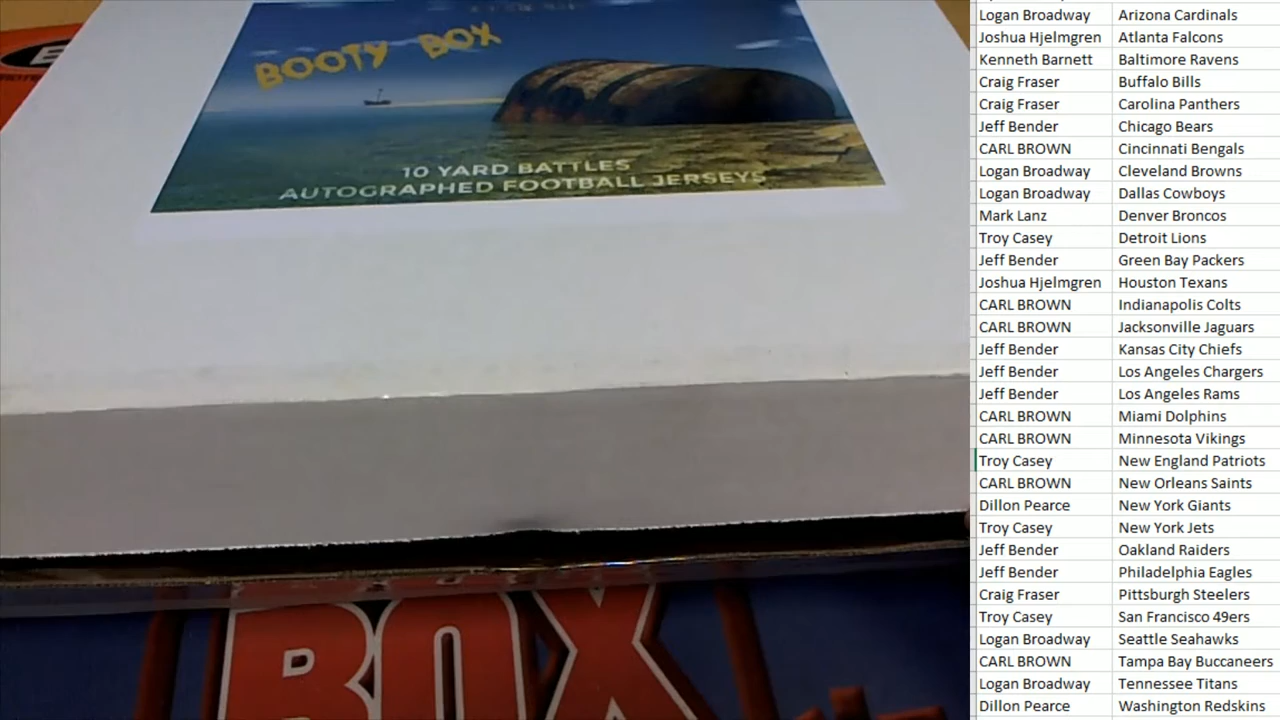 BOOTY BOX
10 YARD BATTLES
AUTOGRAPHED FOOTBALL JERSEYS
BOX
Logan Broadway Arizona Cardinals
Joshua Hjelmgren Atlanta Falcons
Kenneth Barnett Baltimore Ravens
Craig Fraser Buffalo Bills
Craig Fraser Carolina Panthers
Jeff Bender Chicago Bears
CARL BROWN Cincinnati Bengals
Logan Broadway Cleveland Browns
Logan Broadway Dallas Cowboys
Mark Lanz Denver Broncos
Troy Casey Detroit Lions
Jeff Bender Green Bay Packers
Joshua Hjelmgren Houston Texans
CARL BROWN Indianapolis Colts
CARL BROWN Jacksonville Jaguars
Jeff Bender Kansas City Chiefs
Jeff Bender Los Angeles Chargers
Jeff Bender Los Angeles Rams
CARL BROWN Miami Dolphins
CARL BROWN Minnesota Vikings
Troy Casey New England Patriots
CARL BROWN New Orleans Saints
Dillon Pearce New York Giants
Troy Casey New York Jets
Jeff Bender Oakland Raiders
Jeff Bender Philadelphia Eagles
Craig Fraser Pittsburgh Steelers
Troy Casey San Francisco 49ers
Logan Broadway Seattle Seahawks
CARL BROWN Tampa Bay Buccaneers
Logan Broadway Tennessee Titans
Dillon Pearce Washington Redskins